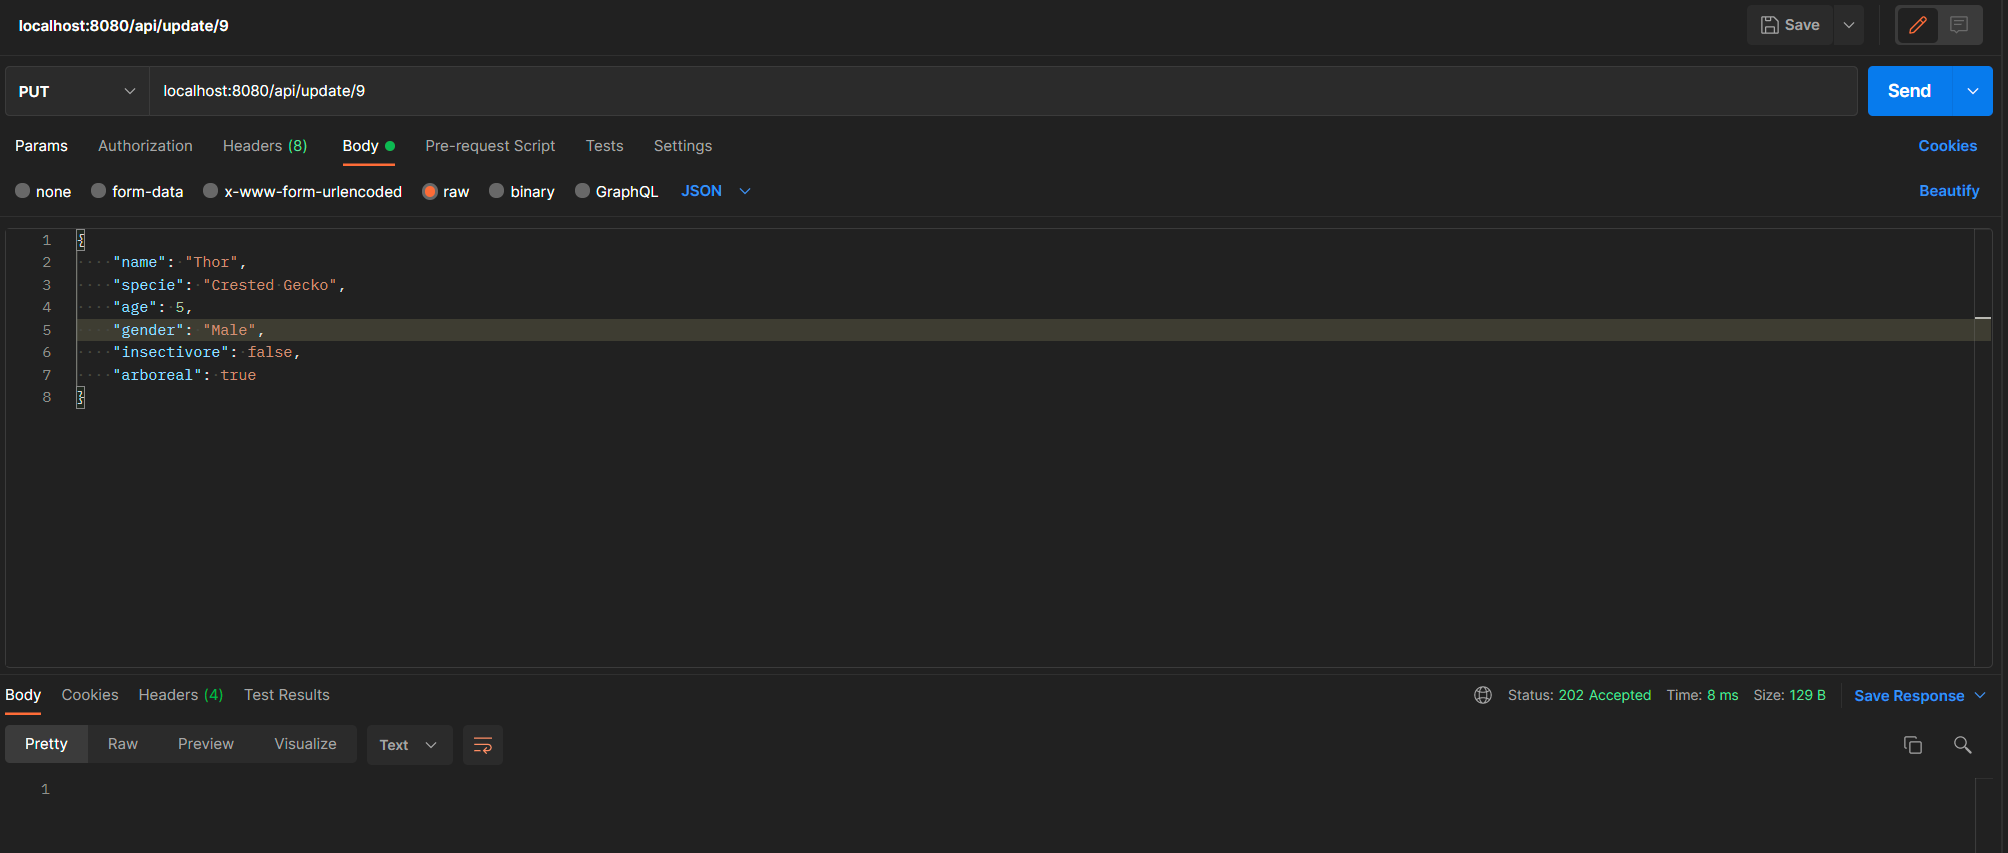 localhost:8080/api/update/9
Save
PUT
localhost:8080/api/update/9
Send
Params Authorization Headers (8) Body Pre-request Script Tests Settings Cookies
none form-data x-www-form-urlencoded raw binary GraphQL JSON Beautify
1 {
2 "name": "Thor",
3 "specie": "Crested Gecko",
4 "age": 5,
5 "gender": "Male",
6 "insectivore": false,
7 "arboreal": true
8 }
Body Cookies Headers (4) Test Results Status: 202 Accepted Time: 8 ms Size: 129 B Save Response
Pretty Raw Preview Visualize Text
1